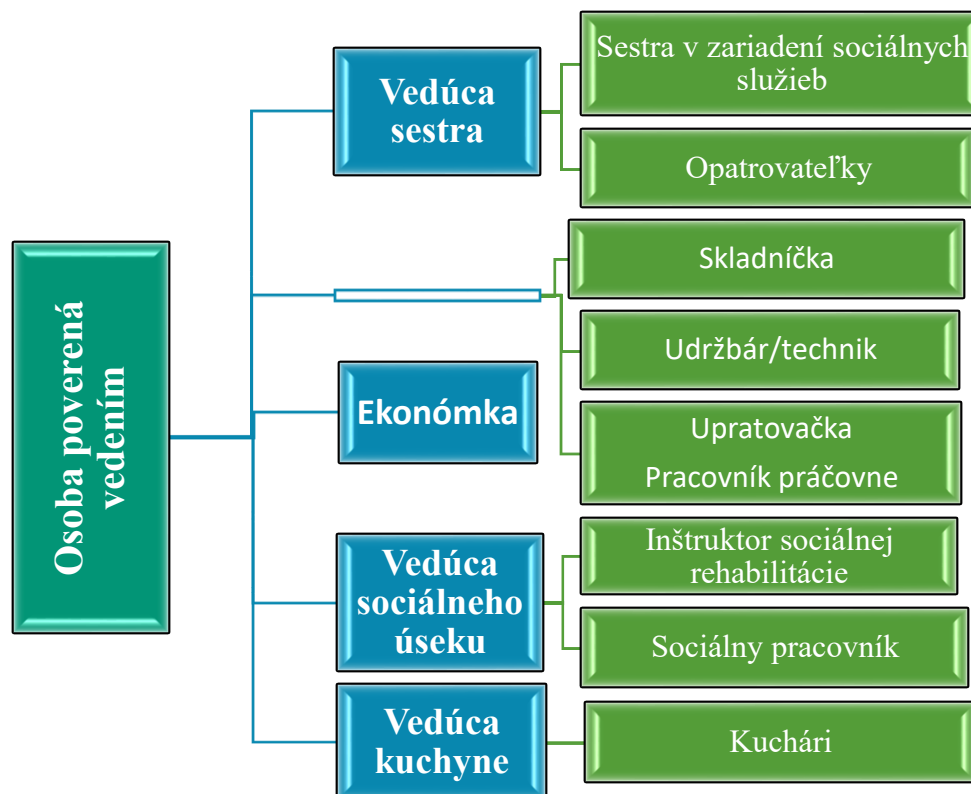 Osoba poverená
vedením
Vedúca
sestra
Sestra v zariadení sociálnych
služieb
Opatrovateľky
Skladníčka
Udržbár/technik
Upratovačka
Pracovník práčovne
Ekonómka
Vedúca
sociálneho
úseku
Inštruktor sociálnej
rehabilitácie
Sociálny pracovník
Vedúca
kuchyne
Kuchári